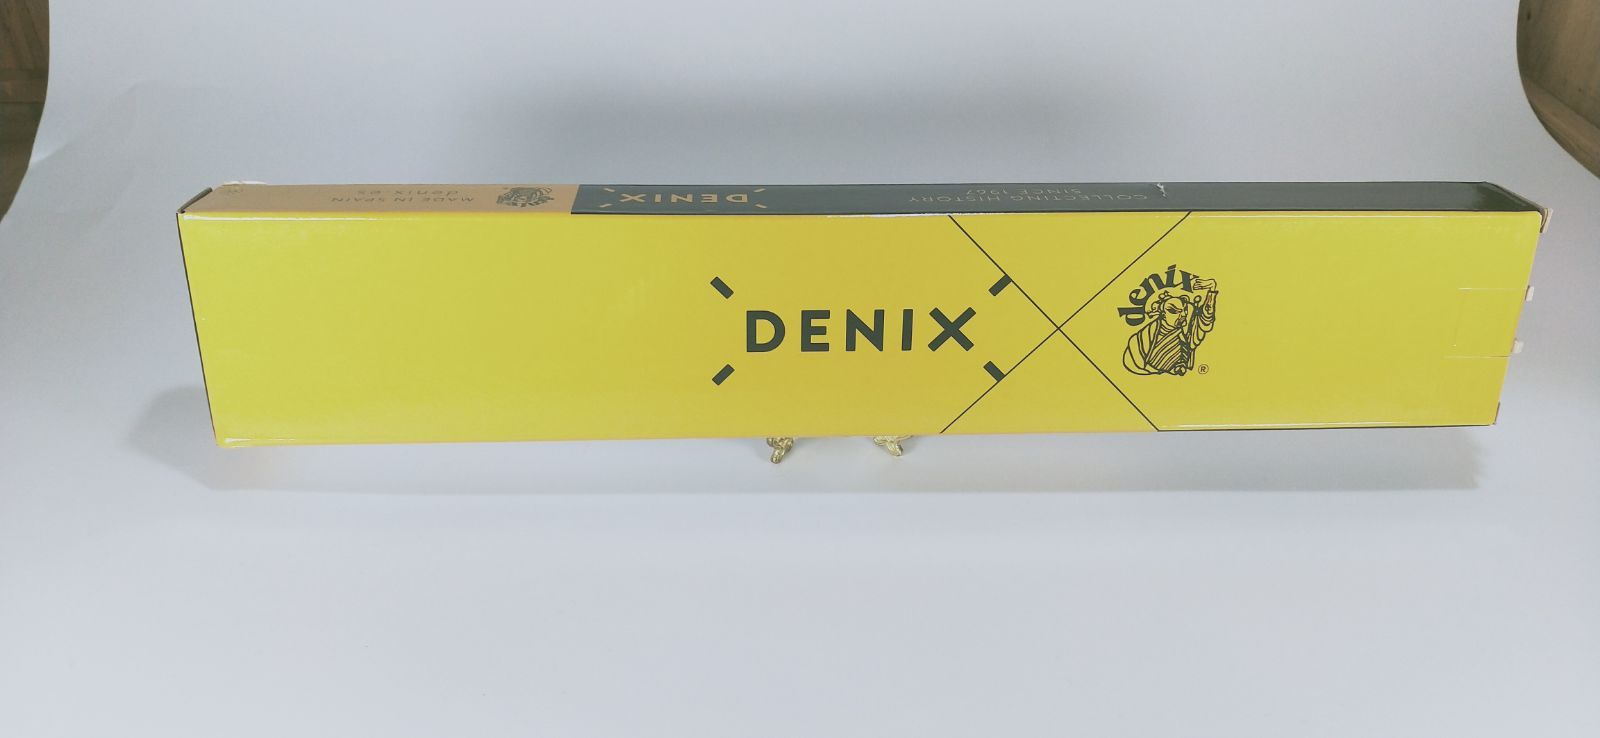 MADE IN SPAIN
denix.es
DENIX
COLLECTING HISTORY
SINCE 1967
DENIX
denix
®